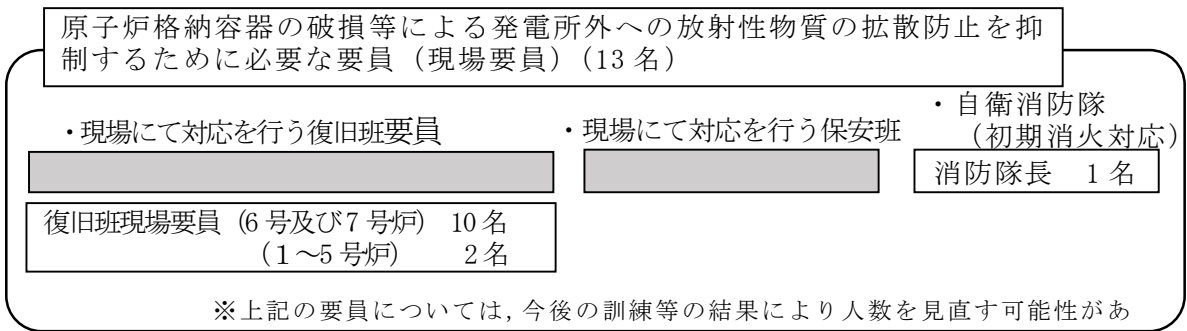 原子炉格納容器の破損等による発電所外への放射性物質の拡散防止を抑
制するために必要な要員（現場要員）（13 名）
・現場にて対応を行う復旧班要員
・現場にて対応を行う保安班
・自衛消防隊
（初期消火対応）
消防隊長　1 名
復旧班現場要員（6 号及び7 号炉）　10 名
（１～5 号炉）　2 名
※上記の要員については，今後の訓練等の結果により人数を見直す可能性があ